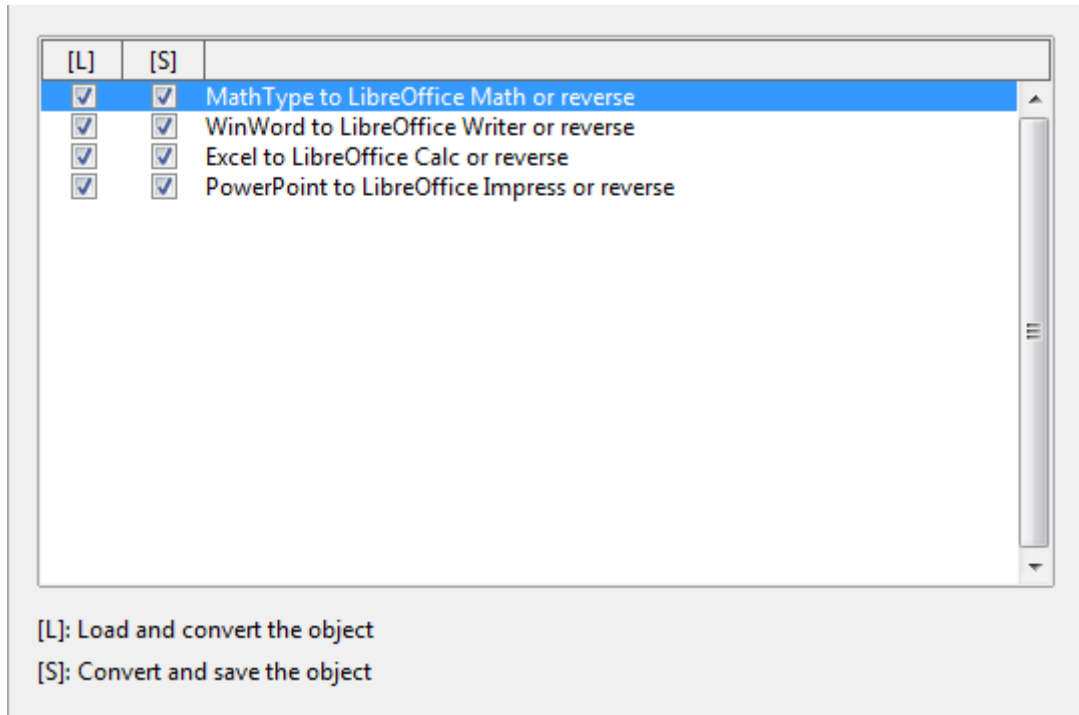 [L] [S]
MathType to LibreOffice Math or reverse
WinWord to LibreOffice Writer or reverse
Excel to LibreOffice Calc or reverse
PowerPoint to LibreOffice Impress or reverse
[L]: Load and convert the object
[S]: Convert and save the object